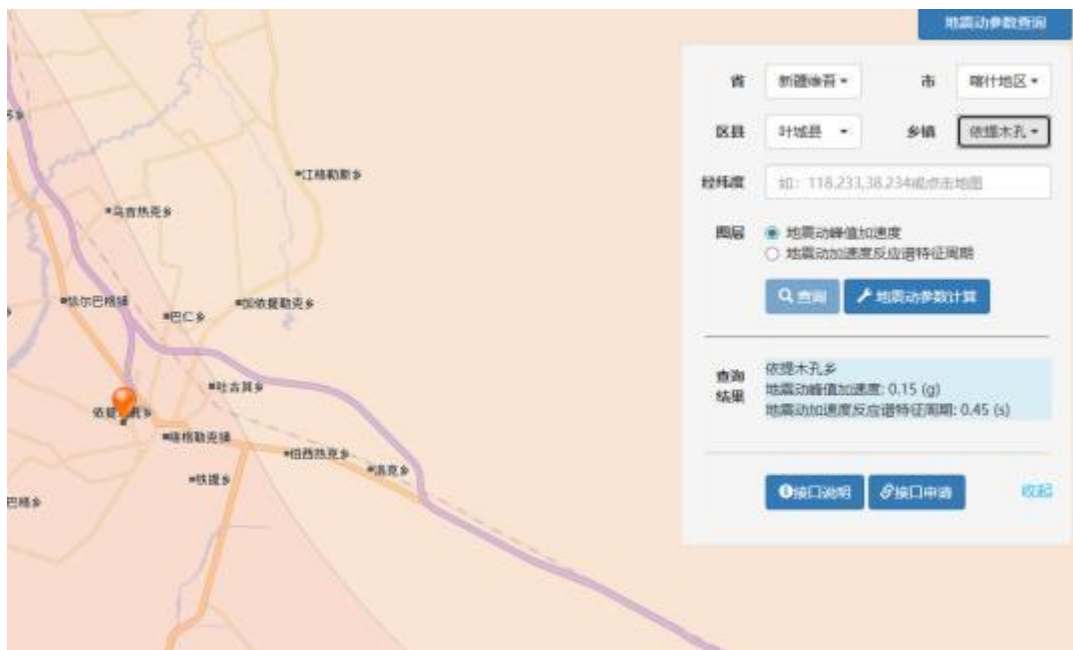 地震动参数查询
省 新疆维吾 市 喀什地区
区县 叶城县 乡镇 依提木孔
经纬度 如: 118.233,38.234或点击地图
图层 地震动峰值加速度
地震动加速度反应谱特征周期
查询 地震动参数计算
查询结果
依提木孔乡
地震动峰值加速度: 0.15 (g)
地震动加速度反应谱特征周期: 0.45 (s)
接口说明 接口申请 收起
江格勒斯乡
乌吉热克乡
恰尔巴格镇
加依提勒克乡
巴仁乡
吐古其乡
喀格勒克镇
伯西热克乡
洛克乡
铁提乡
巴格乡